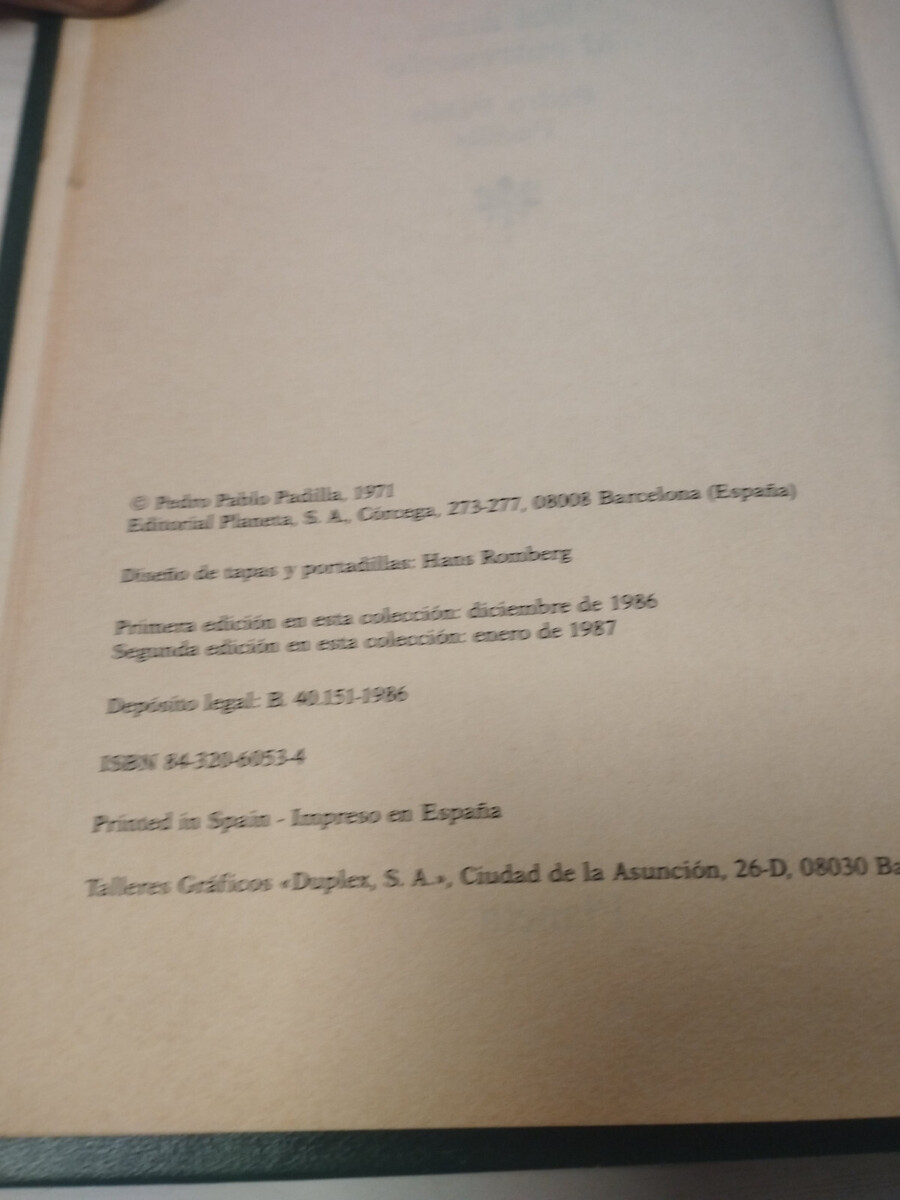 © Pedro Pablo Padilla, 1971
Editorial Planeta, S. A., Córcega, 273-277, 08008 Barcelona (España)
Diseño de tapas y portadillas: Hans Romberg
Primera edición en esta colección: diciembre de 1986
Segunda edición en esta colección: enero de 1987
Depósito legal: B. 40.151-1986
ISBN 84-320-6053-4
Printed in Spain - Impreso en España
Talleres Gráficos «Duplex, S. A.», Ciudad de la Asunción, 26-D, 08030 Ba